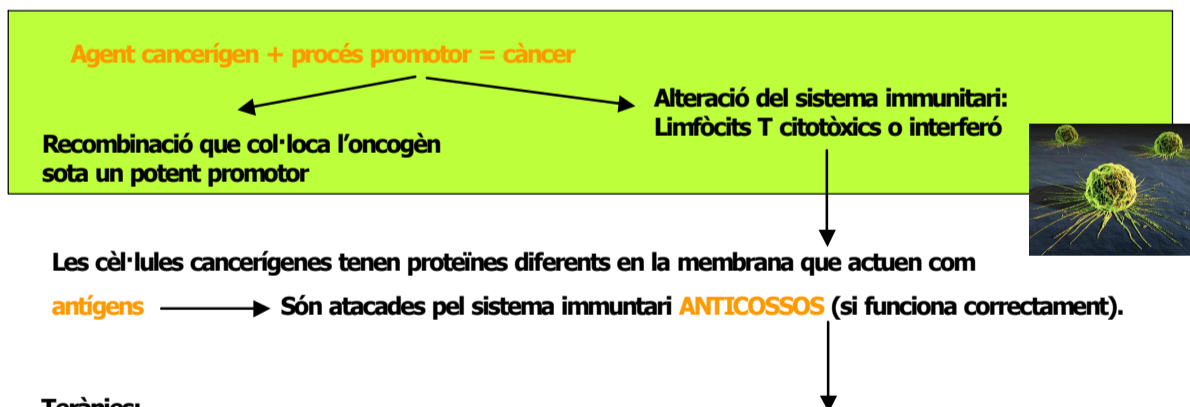 Agent cancerígen + procés promotor = càncer
Alteració del sistema immunitari:
Limfòcits T citotòxics o interferó
Recombinació que col·loca l'oncogèn
sota un potent promotor
Les cèl·lules cancerígenes tenen proteïnes diferents en la membrana que actuen com
antígens Són atacades pel sistema immuntari ANTICOSSOS (si funciona correctament).
Teràpies: